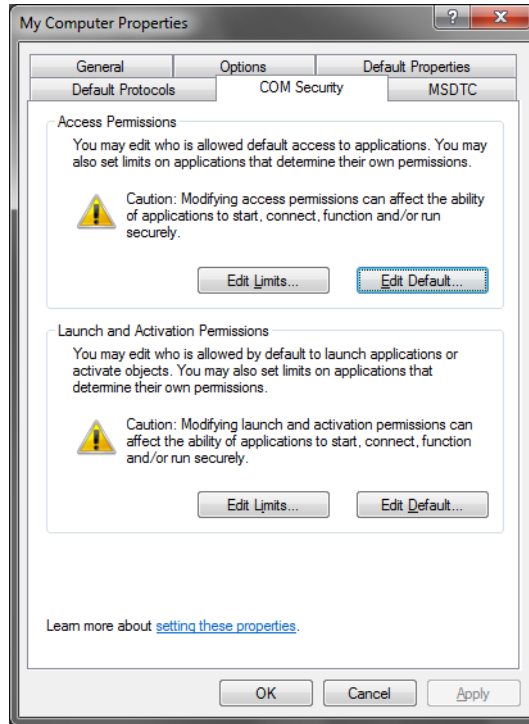 My Computer Properties
?
General Options Default Properties
Default Protocols COM Security MSDTC
Access Permissions
You may edit who is allowed default access to applications. You may
also set limits on applications that determine their own permissions.
Caution: Modifying access permissions can affect the ability
of applications to start, connect, function and/or run
securely.
Edit Limits... Edit Default...
Launch and Activation Permissions
You may edit who is allowed by default to launch applications or
activate objects. You may also set limits on applications that
determine their own permissions.
Caution: Modifying launch and activation permissions can
affect the ability of applications to start, connect, function
and/or run securely.
Edit Limits... Edit Default...
Learn more about setting these properties.
OK Cancel Apply